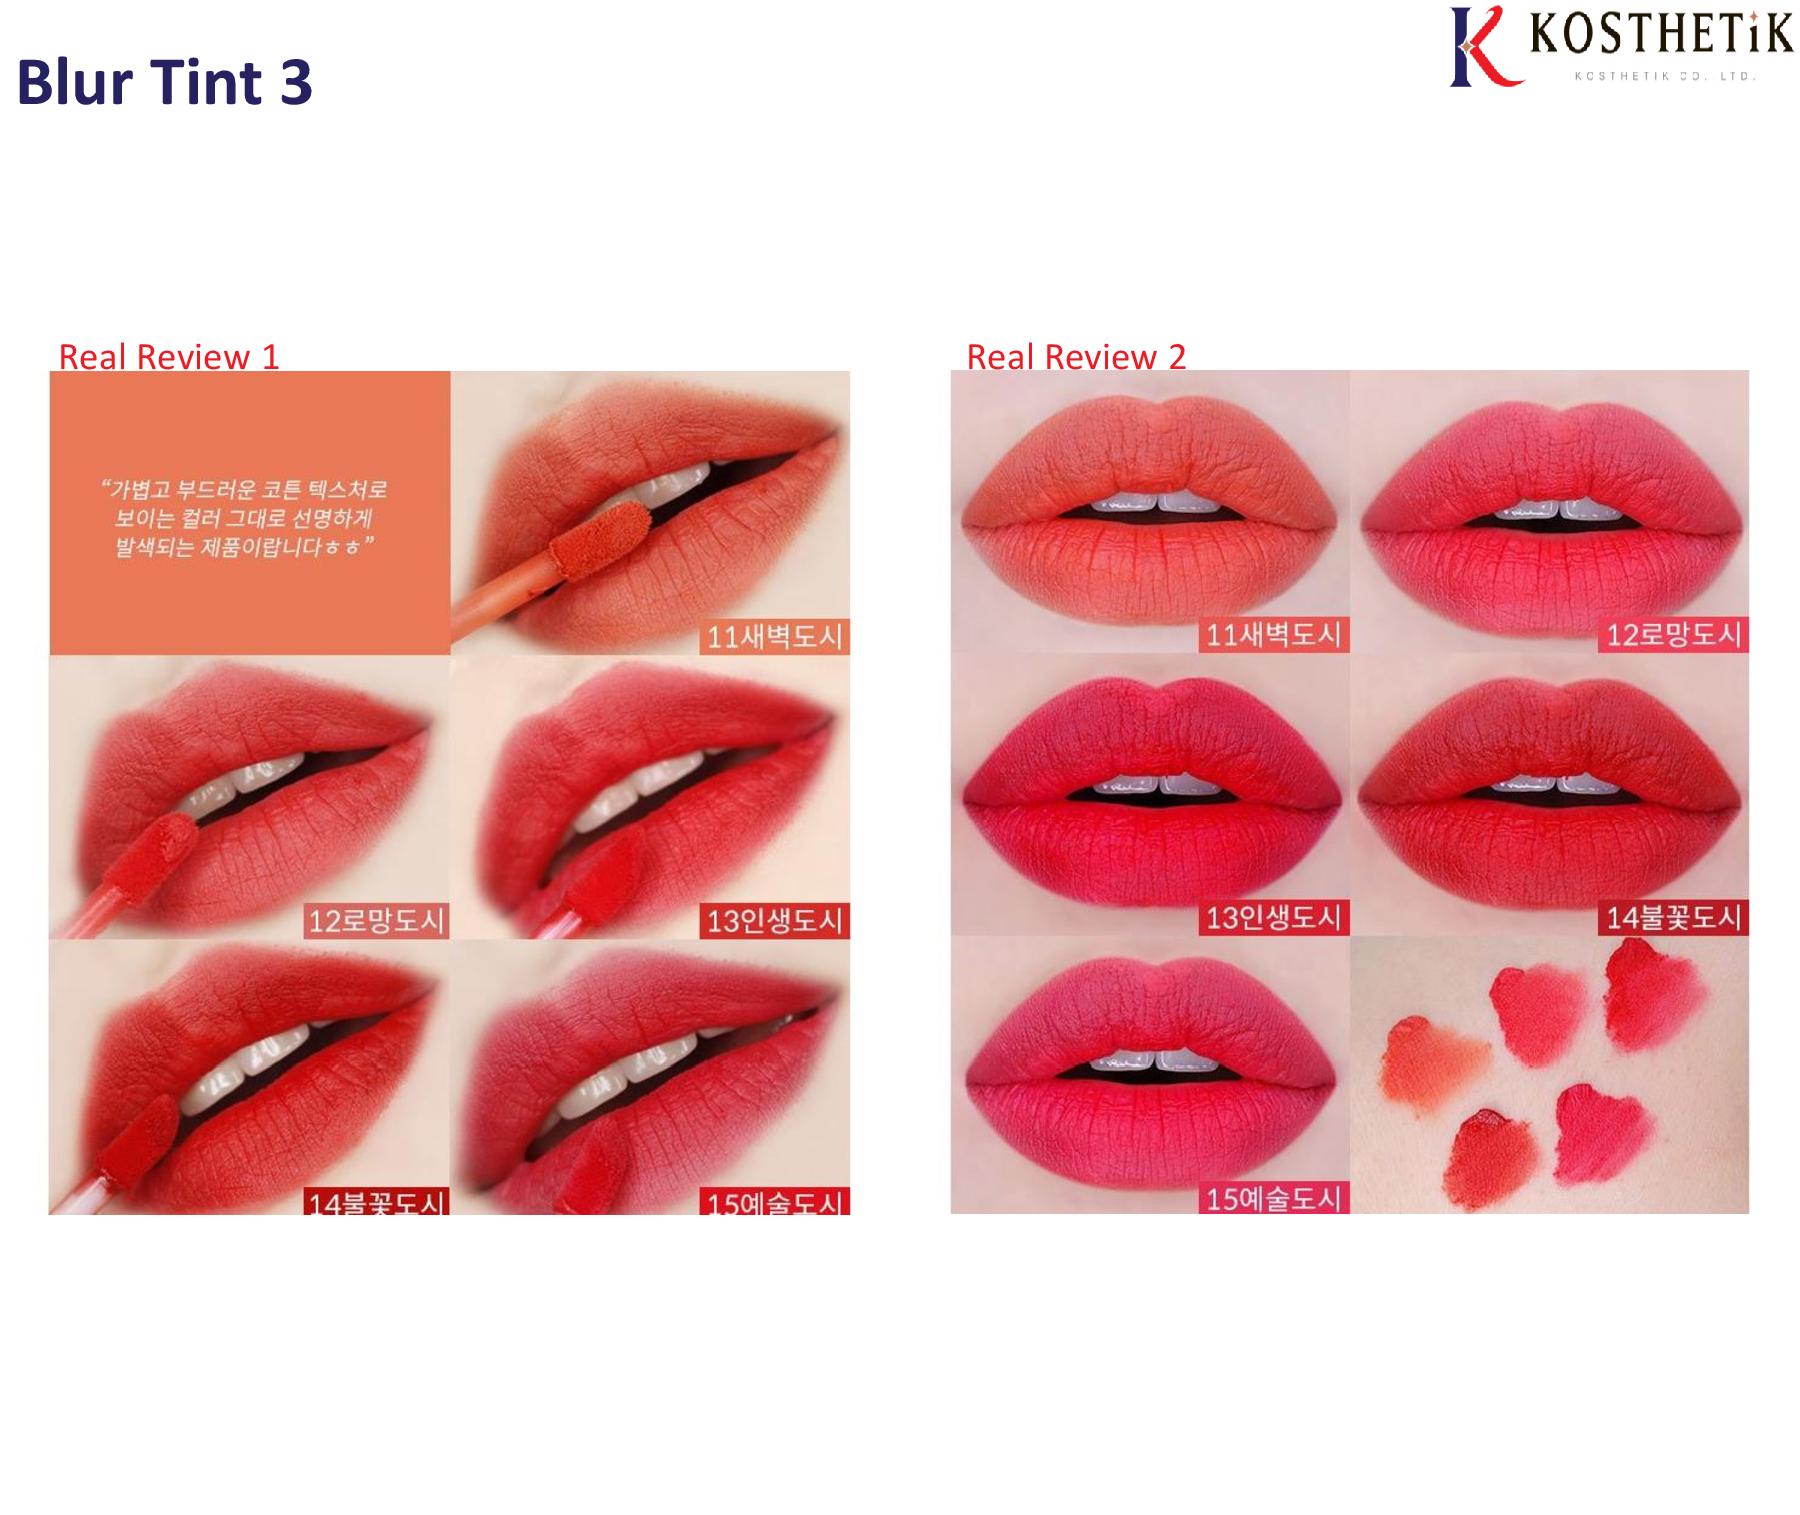 Blur Tint 3
KOSTHETiK
KOSTHETIK CO. LTD.
Real Review 1
“가볍고 부드러운 코튼 텍스처로
보이는 컬러 그대로 선명하게
발색되는 제품이랍니다ㅎㅎ”
11새벽도시
12로망도시
13인생도시
14불꽃도시
15예술도시
Real Review 2
11새벽도시
12로망도시
13인생도시
14불꽃도시
15예술도시